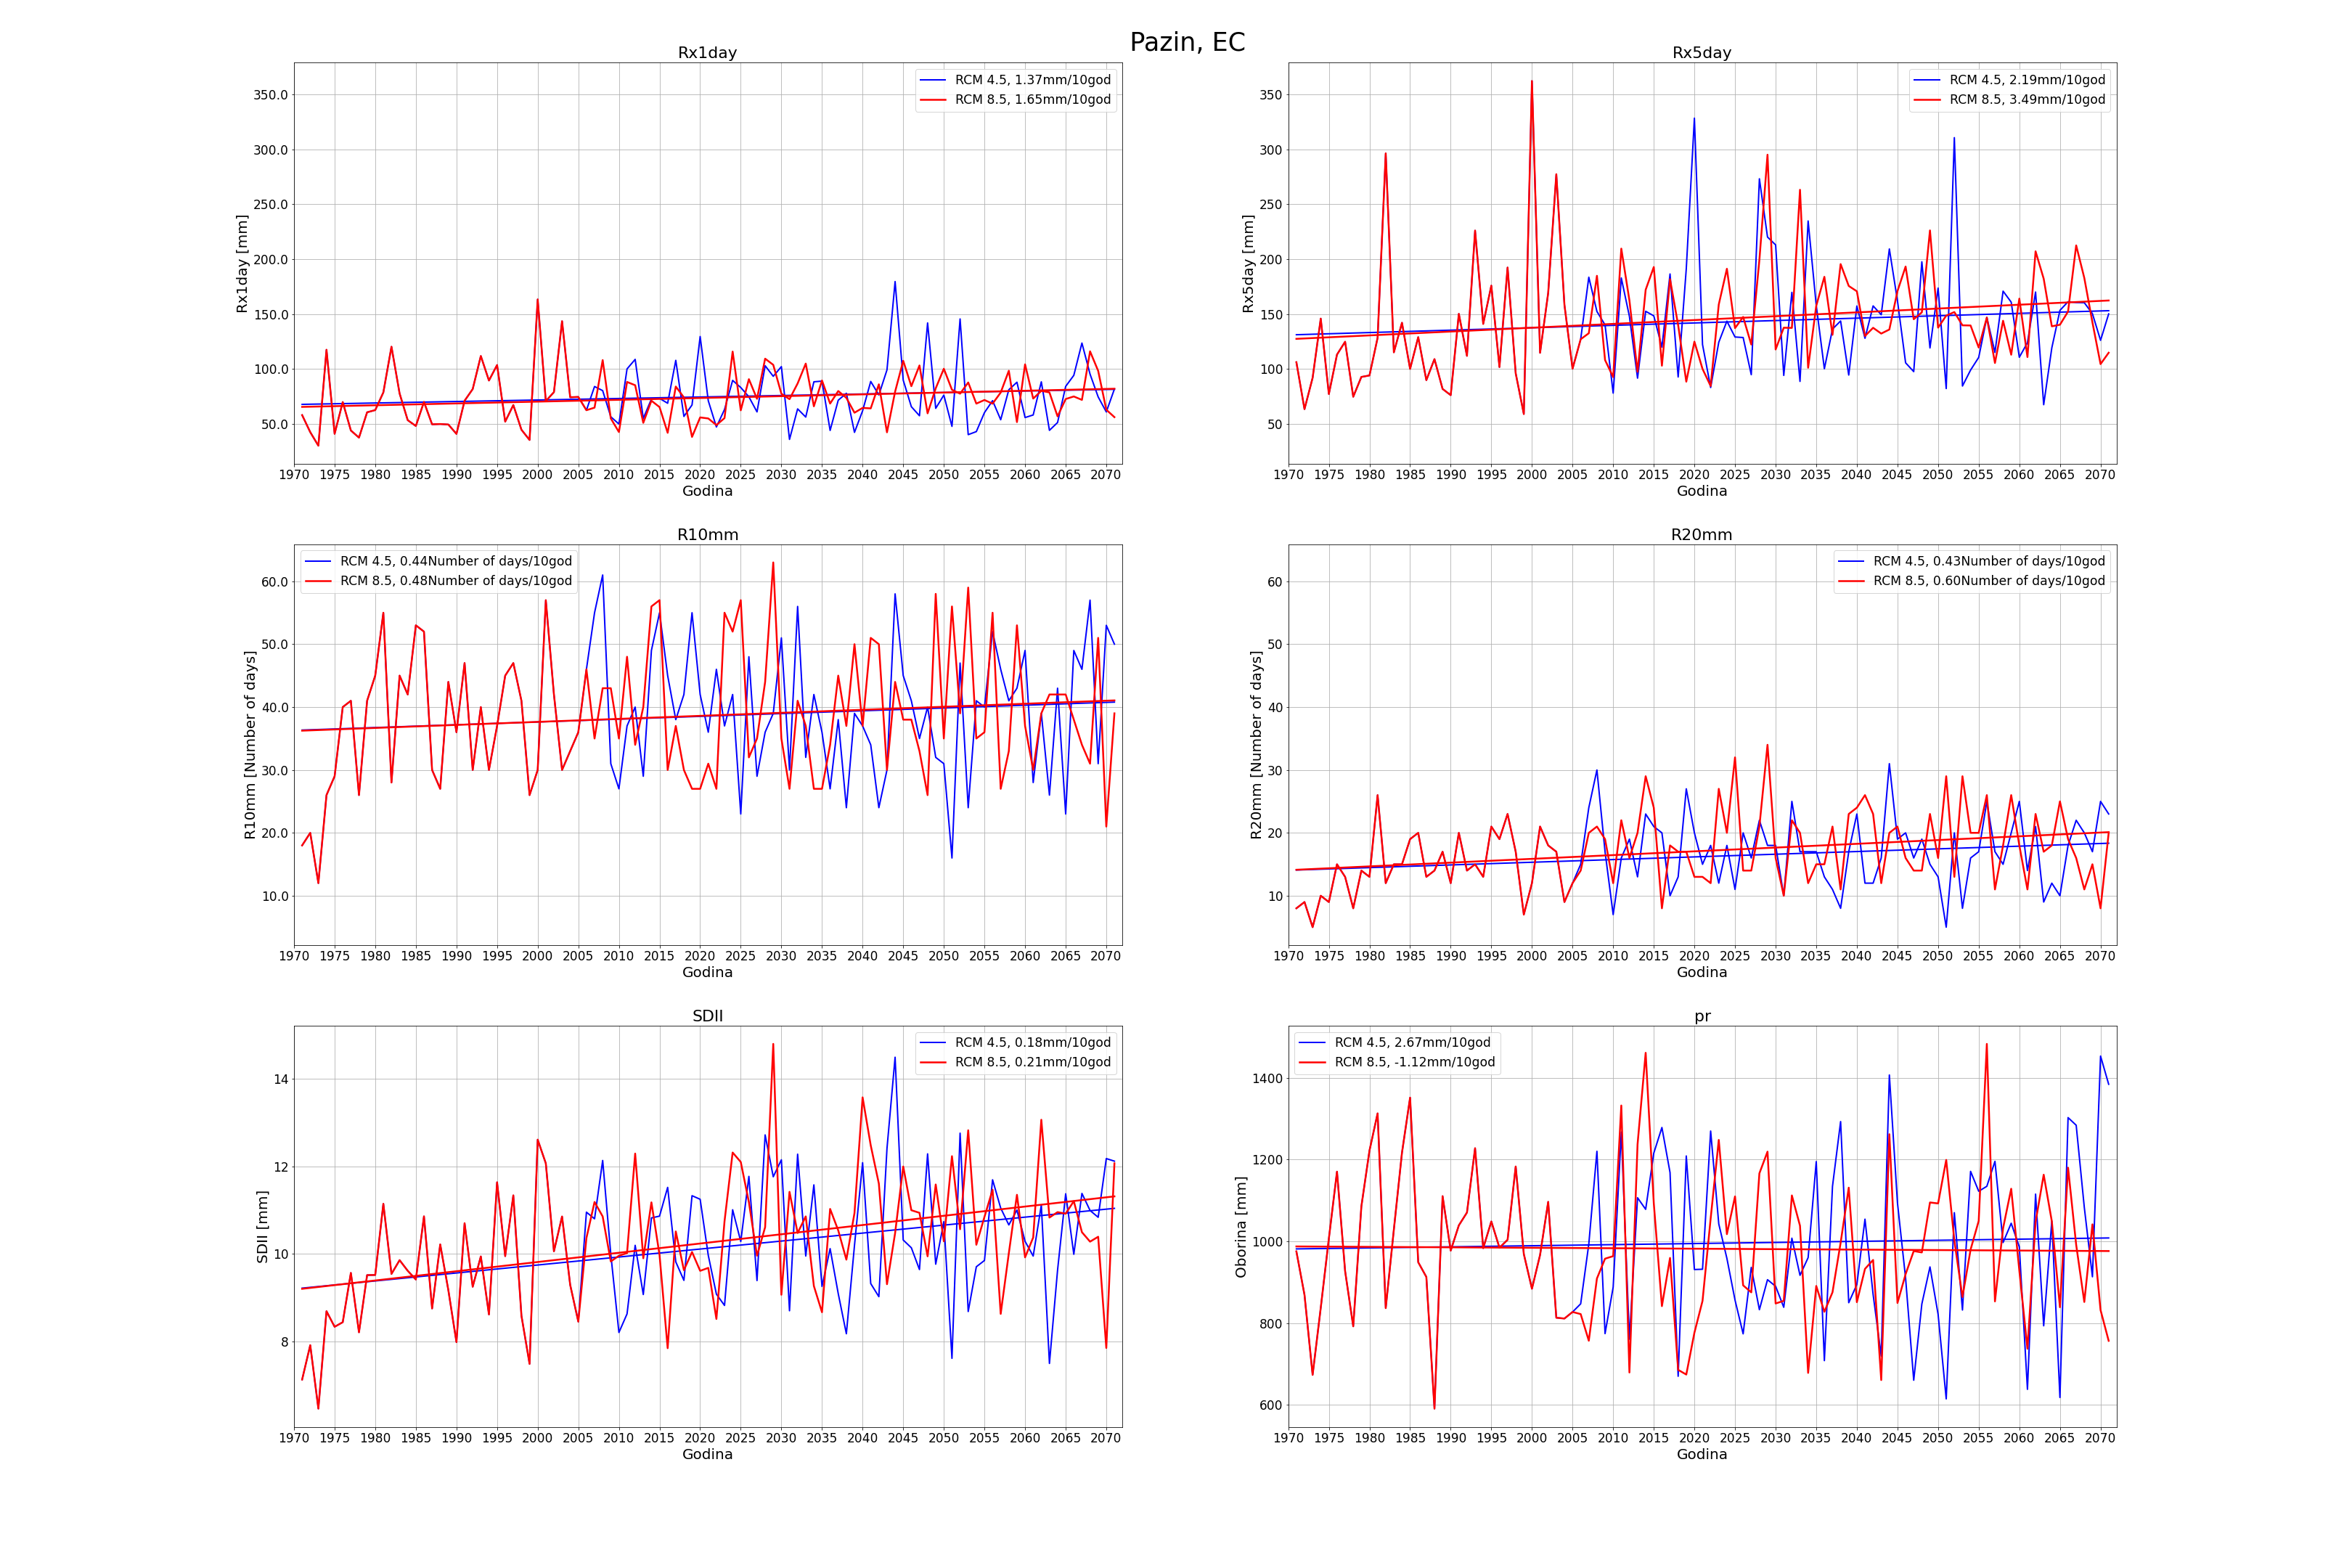 Pazin, EC
Rx1day
RCM 4.5, 1.37mm/10god
RCM 8.5, 1.65mm/10god
Rx1day [mm]
350.0
300.0
250.0
200.0
150.0
100.0
50.0
1970 1975 1980 1985 1990 1995 2000 2005 2010 2015 2020 2025 2030 2035 2040 2045 2050 2055 2060 2065 2070
Godina
Rx5day
RCM 4.5, 2.19mm/10god
RCM 8.5, 3.49mm/10god
Rx5day [mm]
350
300
250
200
150
100
50
1970 1975 1980 1985 1990 1995 2000 2005 2010 2015 2020 2025 2030 2035 2040 2045 2050 2055 2060 2065 2070
Godina
R10mm
RCM 4.5, 0.44Number of days/10god
RCM 8.5, 0.48Number of days/10god
R10mm [Number of days]
60.0
50.0
40.0
30.0
20.0
10.0
1970 1975 1980 1985 1990 1995 2000 2005 2010 2015 2020 2025 2030 2035 2040 2045 2050 2055 2060 2065 2070
Godina
R20mm
RCM 4.5, 0.43Number of days/10god
RCM 8.5, 0.60Number of days/10god
R20mm [Number of days]
60
50
40
30
20
10
1970 1975 1980 1985 1990 1995 2000 2005 2010 2015 2020 2025 2030 2035 2040 2045 2050 2055 2060 2065 2070
Godina
SDII
RCM 4.5, 0.18mm/10god
RCM 8.5, 0.21mm/10god
SDII [mm]
14
12
10
8
1970 1975 1980 1985 1990 1995 2000 2005 2010 2015 2020 2025 2030 2035 2040 2045 2050 2055 2060 2065 2070
Godina
pr
RCM 4.5, 2.67mm/10god
RCM 8.5, -1.12mm/10god
Oborina [mm]
1400
1200
1000
800
600
1970 1975 1980 1985 1990 1995 2000 2005 2010 2015 2020 2025 2030 2035 2040 2045 2050 2055 2060 2065 2070
Godina